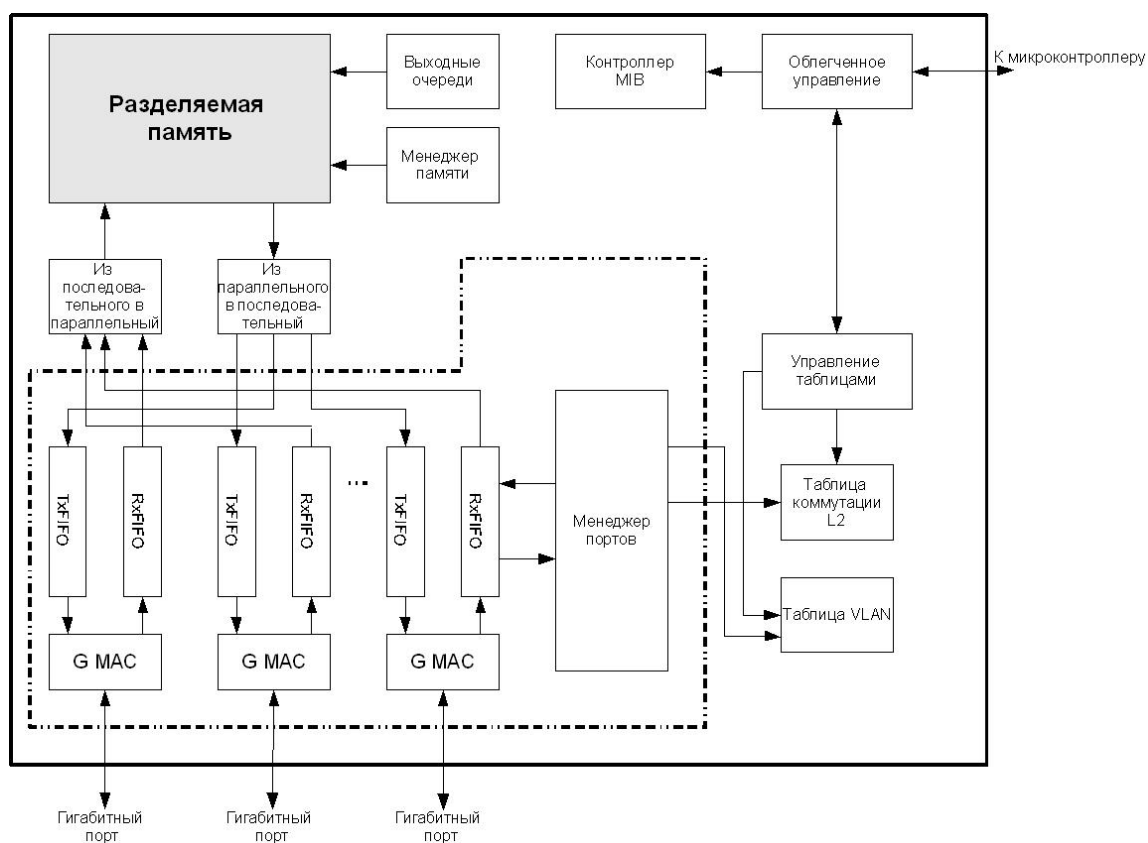 Разделяемая
память
Выходные
очереди
Менеджер
памяти
Контроллер
MIB
Облегченное
управление
К микроконтроллеру
Из
последова-
тельного в
параллельный
Из
параллельного
в последова-
тельный
Управление
таблицами
TxFIFO
RxFIFO
TxFIFO
RxFIFO
...
TxFIFO
RxFIFO
Менеджер
портов
Таблица
коммутации
L2
Таблица VLAN
G MAC
G MAC
G MAC
Гигабитный
порт
Гигабитный
порт
Гигабитный
порт